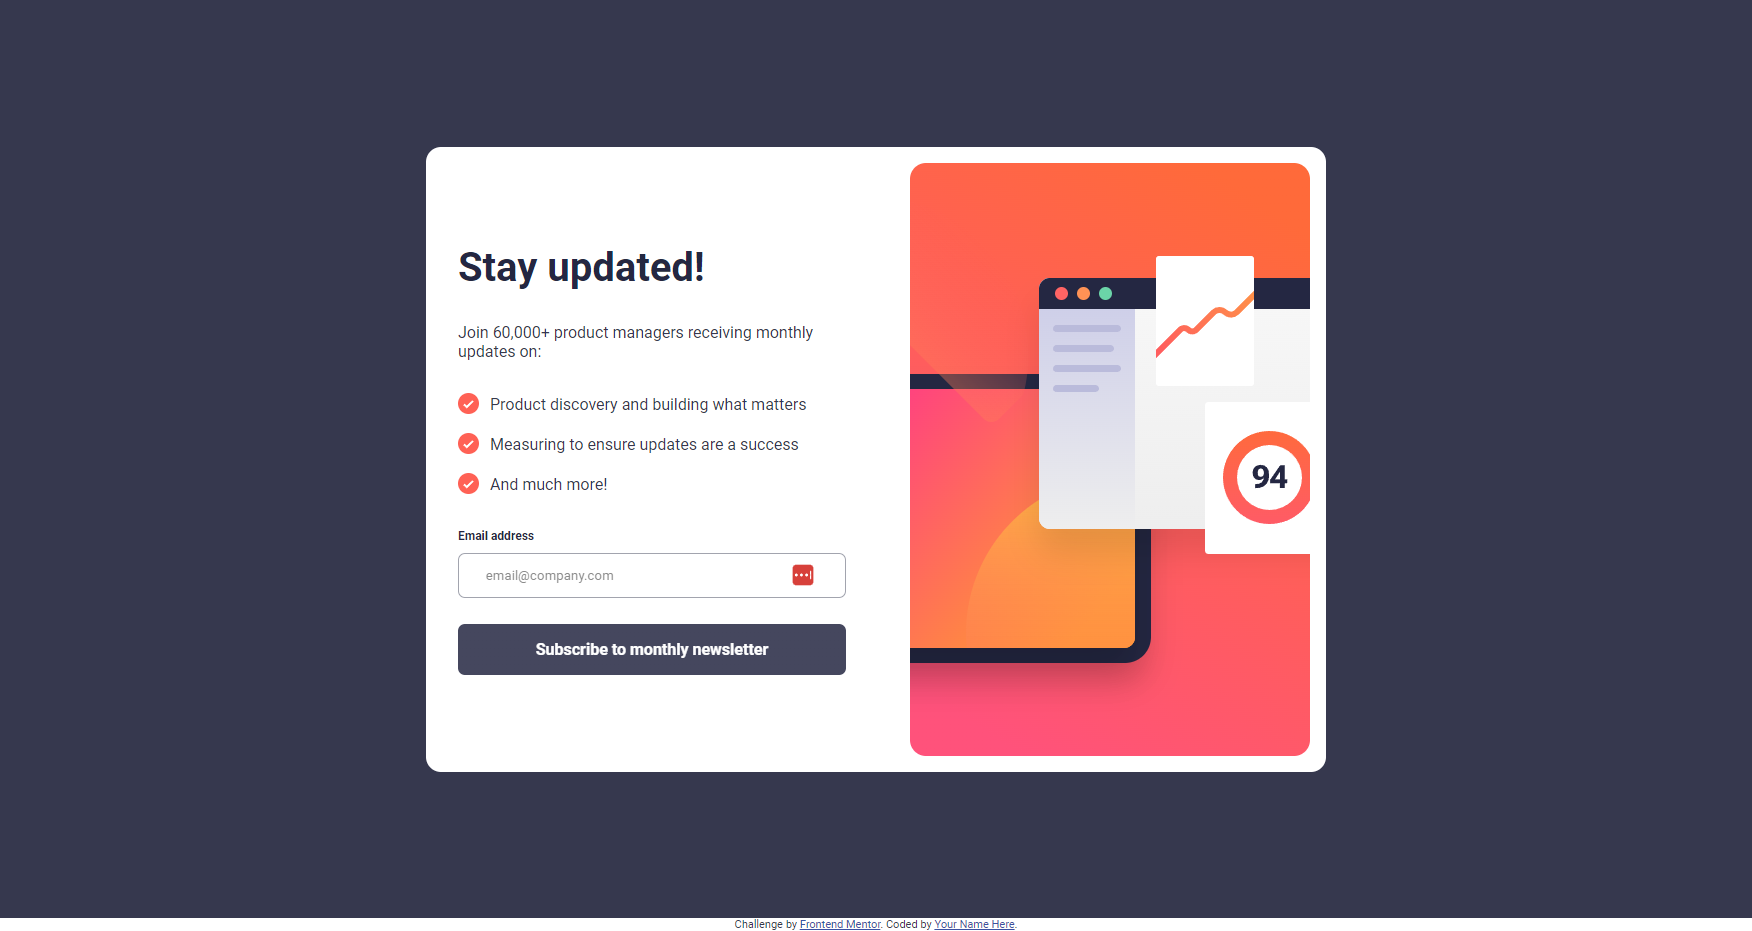 Stay updated!
Join 60,000+ product managers receiving monthly
updates on:
Product discovery and building what matters
Measuring to ensure updates are a success
And much more!
Email address
email@company.com
Subscribe to monthly newsletter
94
Challenge by Frontend Mentor. Coded by Your Name Here.